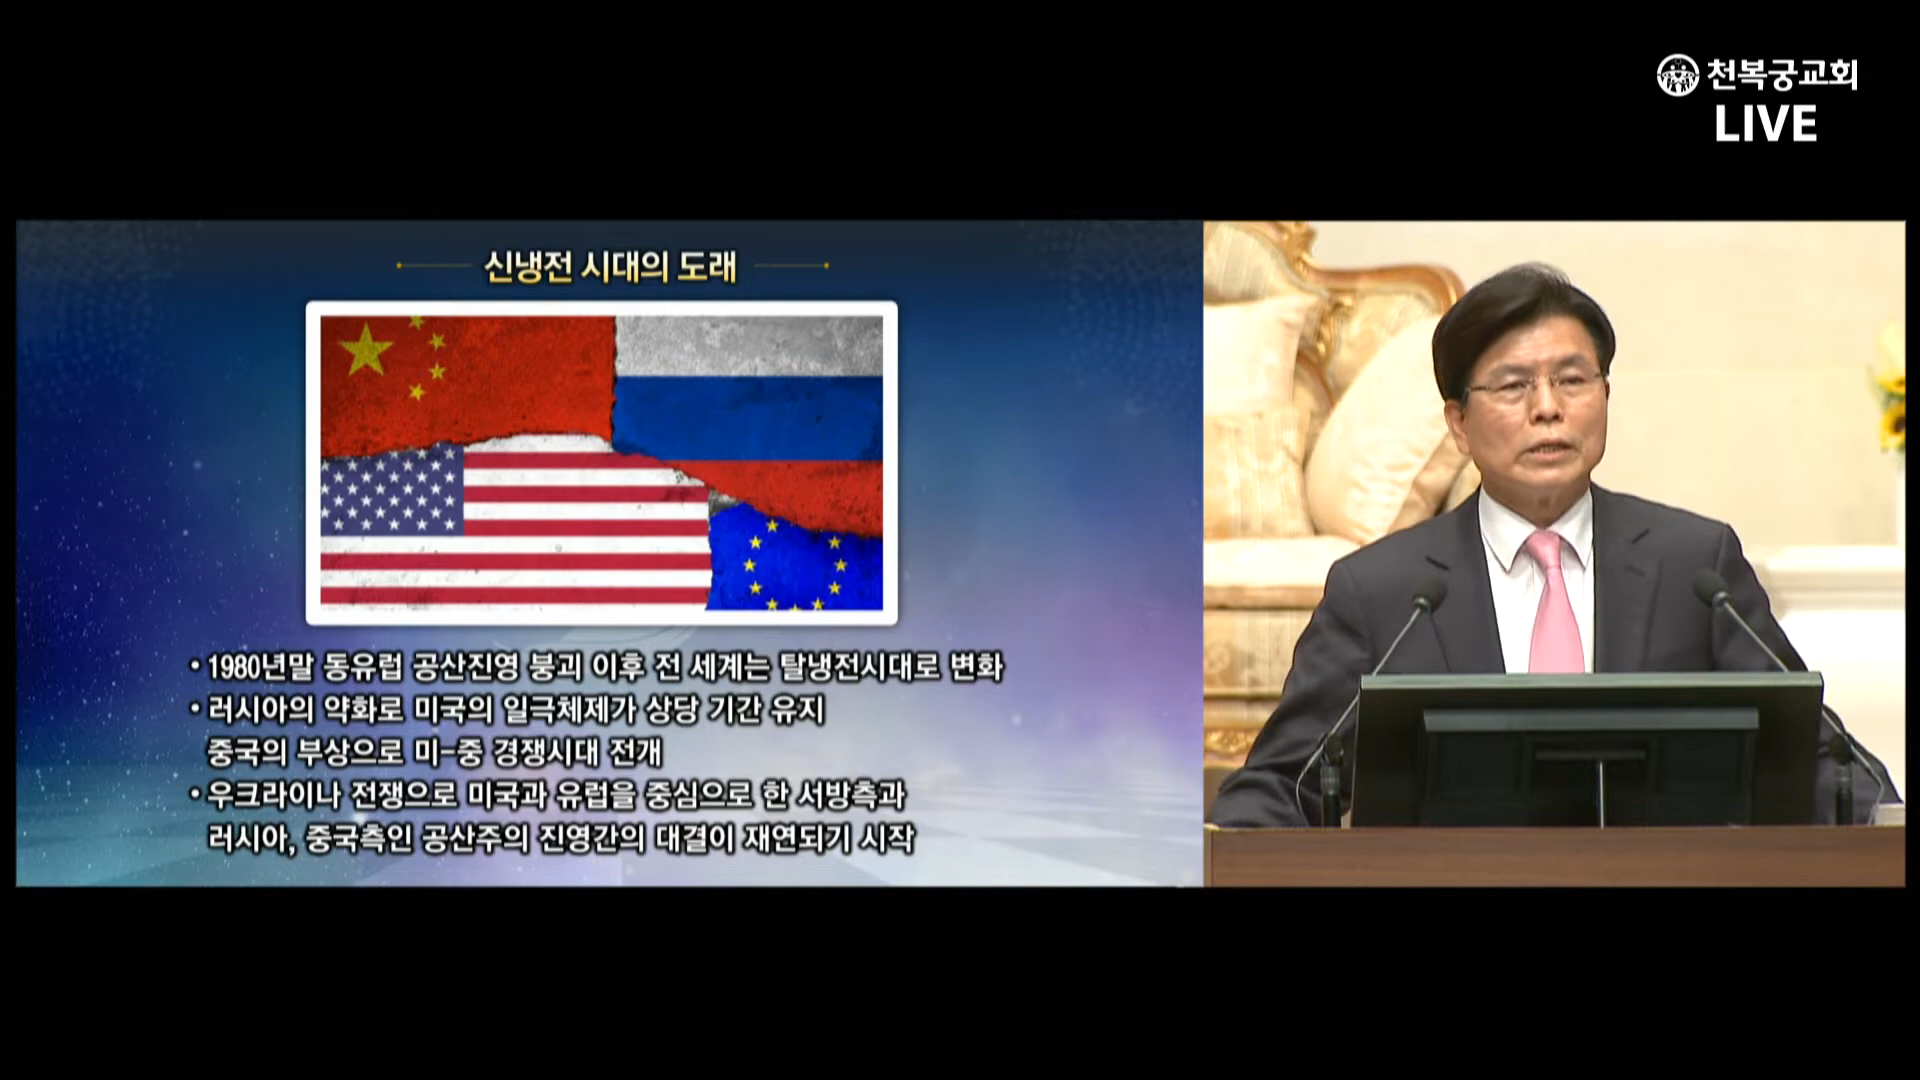 천복궁교회
LIVE
신냉전 시대의 도래
• 1980년말 동유럽 공산진영 붕괴 이후 전 세계는 탈냉전시대로 변화
• 러시아의 약화로 미국의 일극체제가 상당 기간 유지
중국의 부상으로 미-중 경쟁시대 전개
• 우크라이나 전쟁으로 미국과 유럽을 중심으로 한 서방측과
러시아, 중국측인 공산주의 진영간의 대결이 재연되기 시작